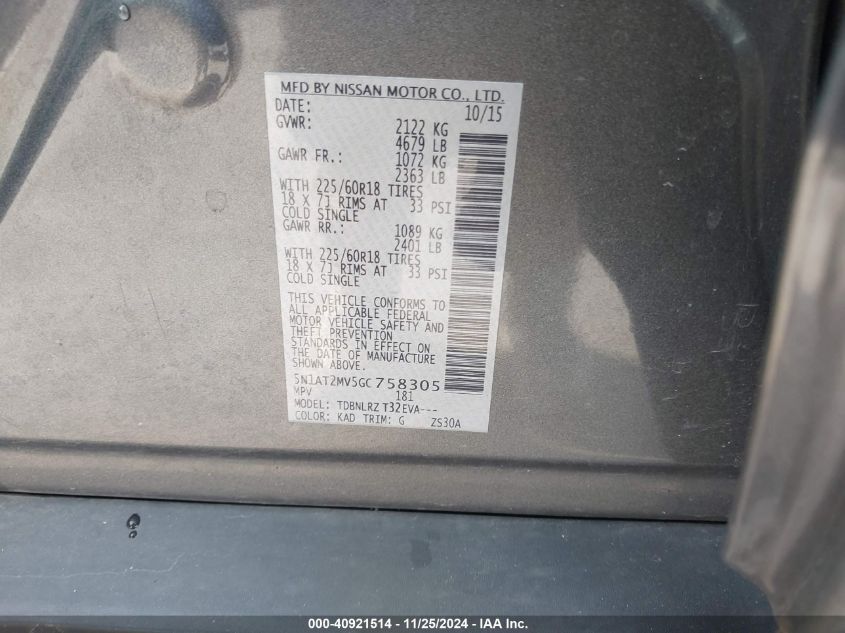 MFD BY NISSAN MOTOR CO., LTD.
DATE: 10/15
GVWR: 2122 KG
4679 LB
GAWR FR.: 1072 KG
2363 LB
WITH 225/60R18 TIRES
18 X 7J RIMS AT 33 PSI
COLD SINGLE
GAWR RR.: 1089 KG
2401 LB
WITH 225/60R18 TIRES
18 X 7J RIMS AT 33 PSI
COLD SINGLE
THIS VEHICLE CONFORMS TO
ALL APPLICABLE FEDERAL
MOTOR VEHICLE SAFETY AND
THEFT PREVENTION
STANDARDS IN EFFECT ON
THE DATE OF MANUFACTURE
SHOWN ABOVE.
5N1AT2MV5GC758305
MPV 181
MODEL: TDBNLRZ T32EVA---
COLOR: KAD TRIM: G ZS30A
000-40921514 - 11/25/2024 - IAA Inc.